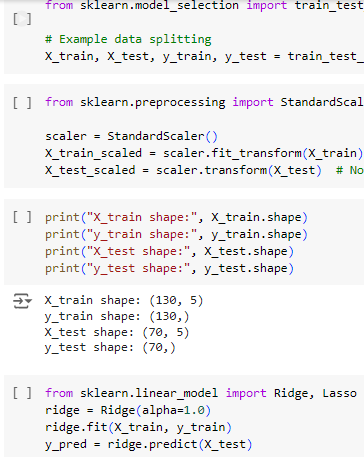 from sklearn.model_selection import train_test
[ ]
# Example data splitting
X_train, X_test, y_train, y_test = train_test_
[ ] from sklearn.preprocessing import StandardScal
scaler = StandardScaler()
X_train_scaled = scaler.fit_transform(X_train)
X_test_scaled = scaler.transform(X_test)  # No
[ ] print("X_train shape:", X_train.shape)
print("y_train shape:", y_train.shape)
print("X_test shape:", X_test.shape)
print("y_test shape:", y_test.shape)
X_train shape: (130, 5)
y_train shape: (130,)
X_test shape: (70, 5)
y_test shape: (70,)
[ ] from sklearn.linear_model import Ridge, Lasso
ridge = Ridge(alpha=1.0)
ridge.fit(X_train, y_train)
y_pred = ridge.predict(X_test)